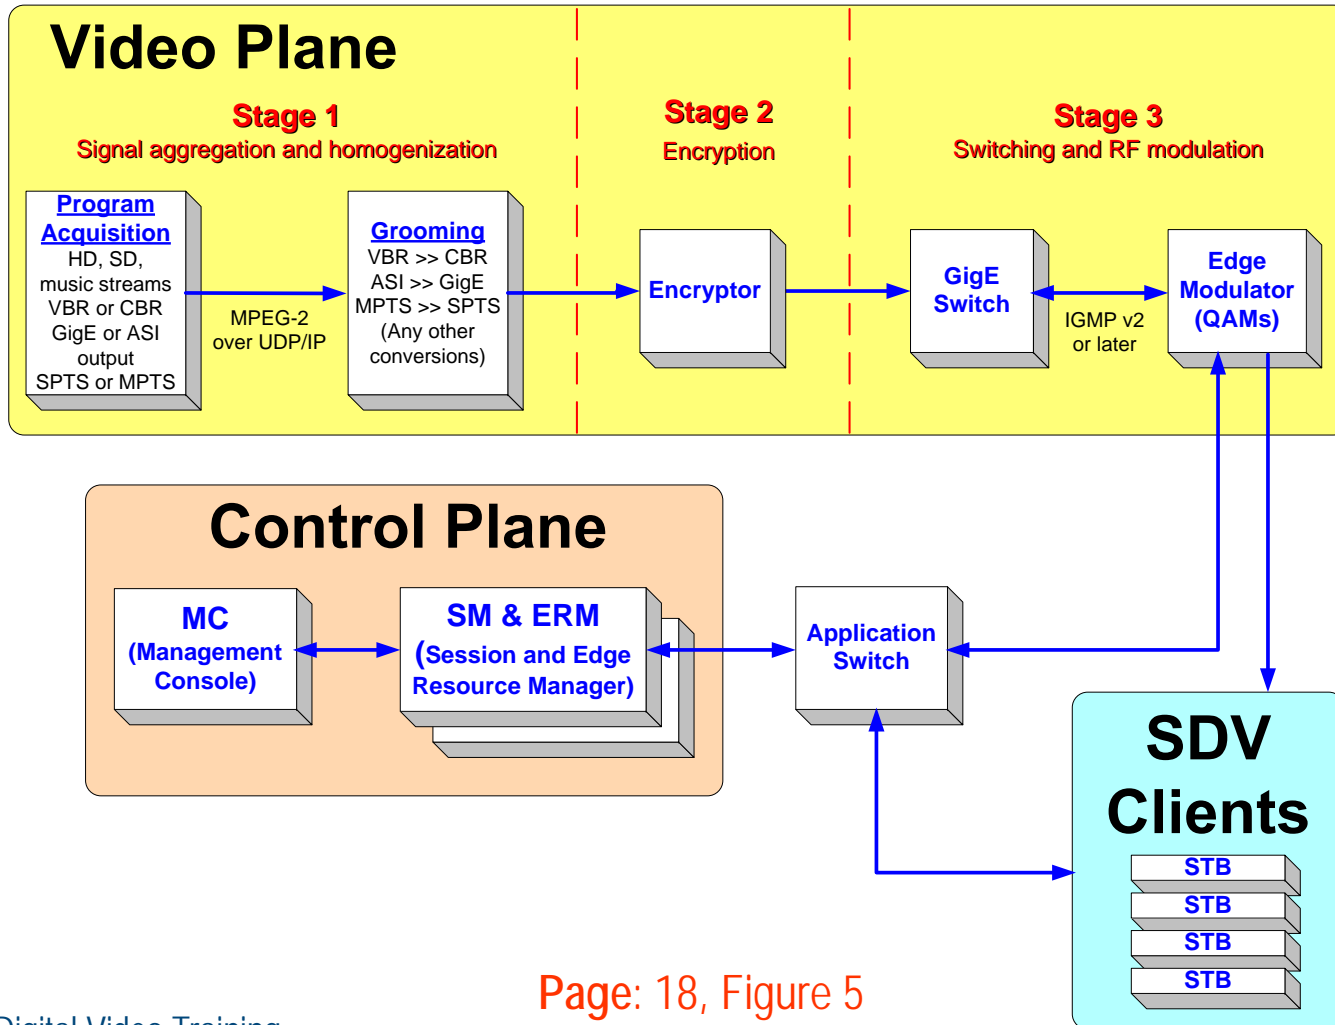 Video Plane
Stage 1
Signal aggregation and homogenization
Stage 2
Encryption
Stage 3
Switching and RF modulation
Program
Acquisition
HD, SD,
music streams
VBR or CBR
GigE or ASI
output
SPTS or MPTS
MPEG-2
over UDP/IP
Grooming
VBR >> CBR
ASI >> GigE
MPTS >> SPTS
(Any other
conversions)
Encryptor
GigE
Switch
IGMP v2
or later
Edge
Modulator
(QAMs)
Control Plane
MC
(Management
Console)
SM & ERM
(Session and Edge
Resource Manager)
Application
Switch
SDV
Clients
STB
STB
STB
STB
Page: 18, Figure 5
Digital Video Training